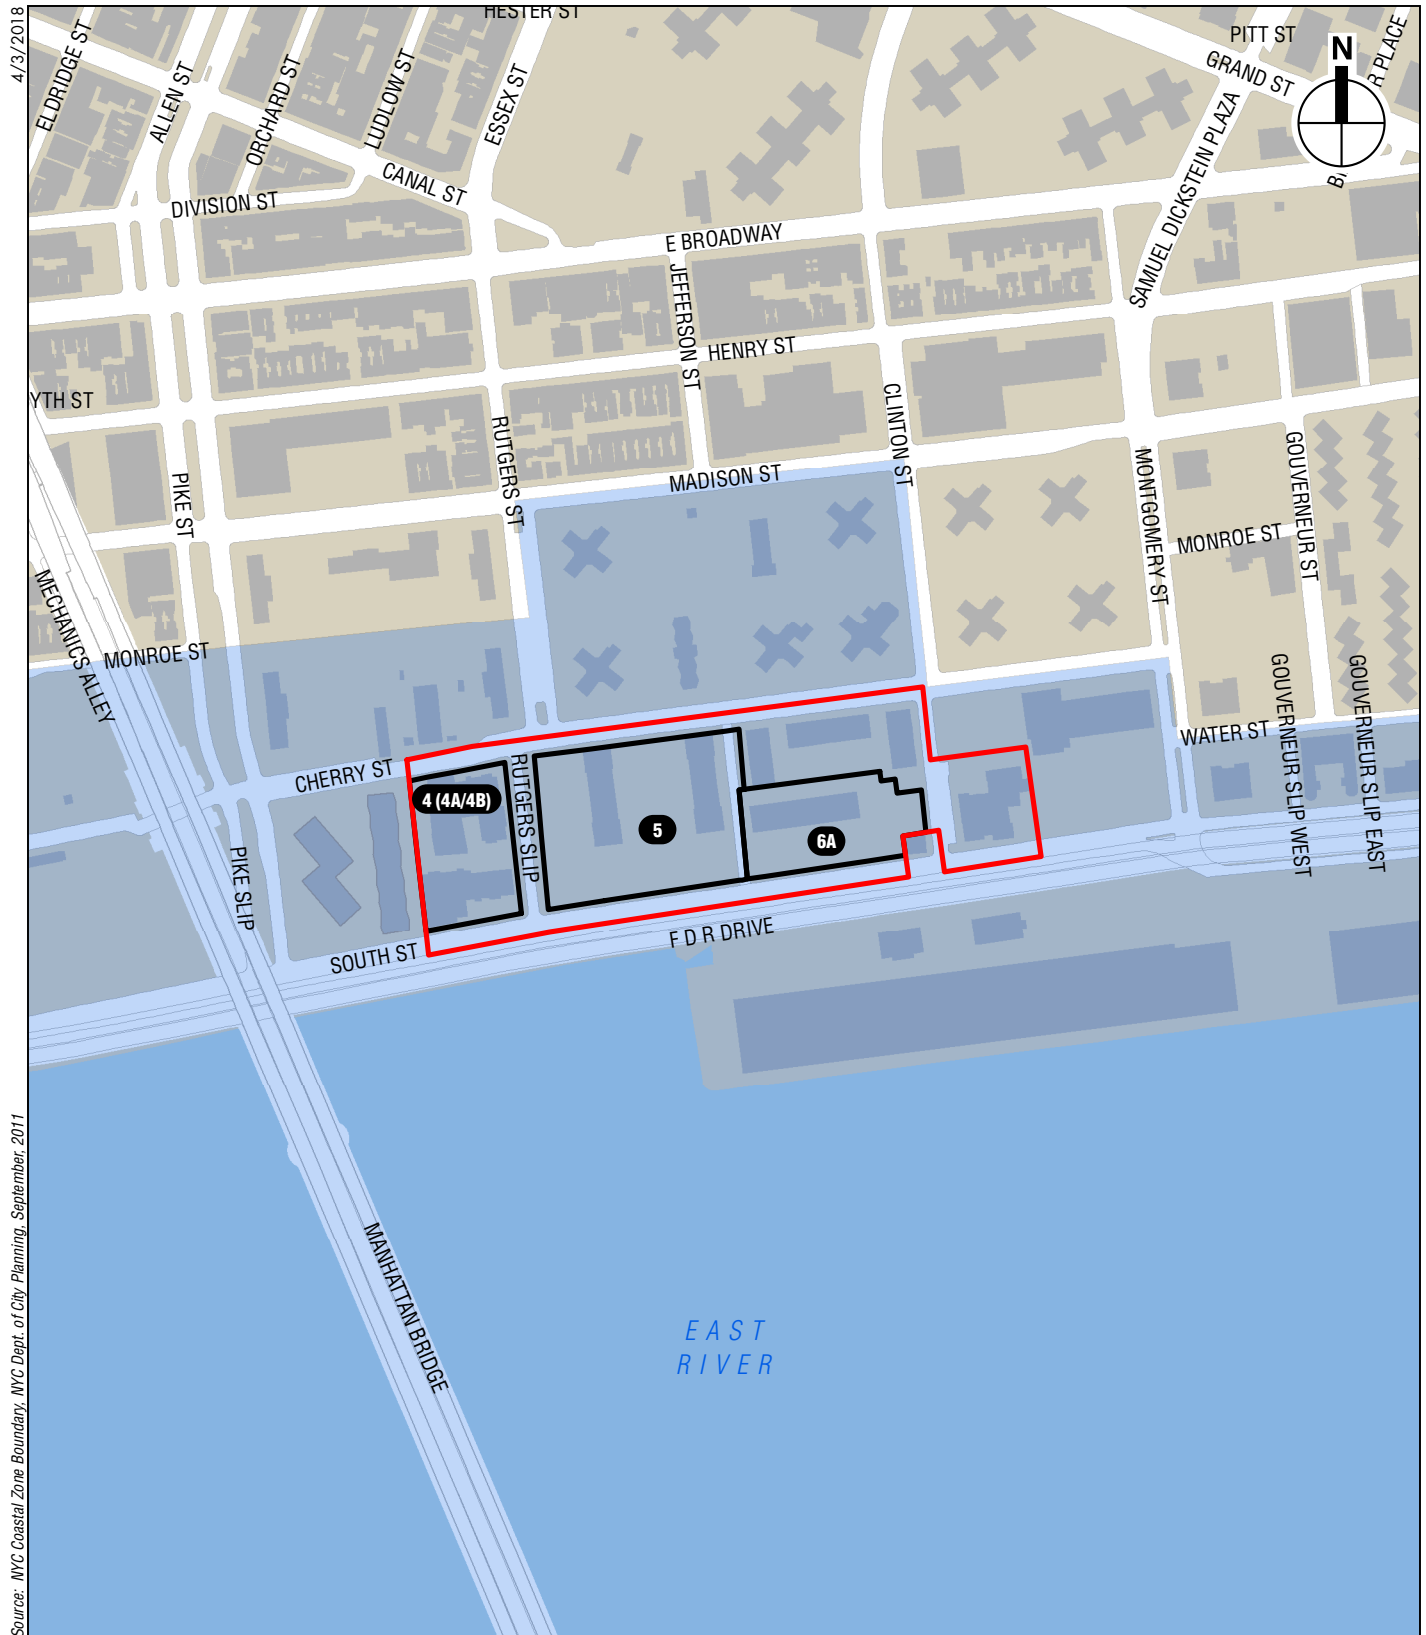 4/3/2018
HESTER ST
PITT ST
ELDRIDGE ST
ALLEN ST
ORCHARD ST
LUDLOW ST
ESSEX ST
GRAND ST
N
R PLACE
CANAL ST
SAMUEL DICKSTEIN PLAZA
DIVISION ST
E BROADWAY
JEFFERSON ST
HENRY ST
YTH ST
CLINTON ST
RUTGERS ST
PIKE ST
MADISON ST
MONTGOMERY ST
GOUVERNEUR ST
MONROE ST
MECHANICS ALLEY
MONROE ST
GOUVERNEUR SLIP WEST
GOUVERNEUR SLIP EAST
WATER ST
CHERRY ST
RUTGERS SLIP
4 (4A/4B)
5
6A
PIKE SLIP
SOUTH ST
F D R DRIVE
MANHATTAN BRIDGE
EAST
RIVER
Source: NYC Coastal Zone Boundary, NYC Dept. of City Planning, September, 2011